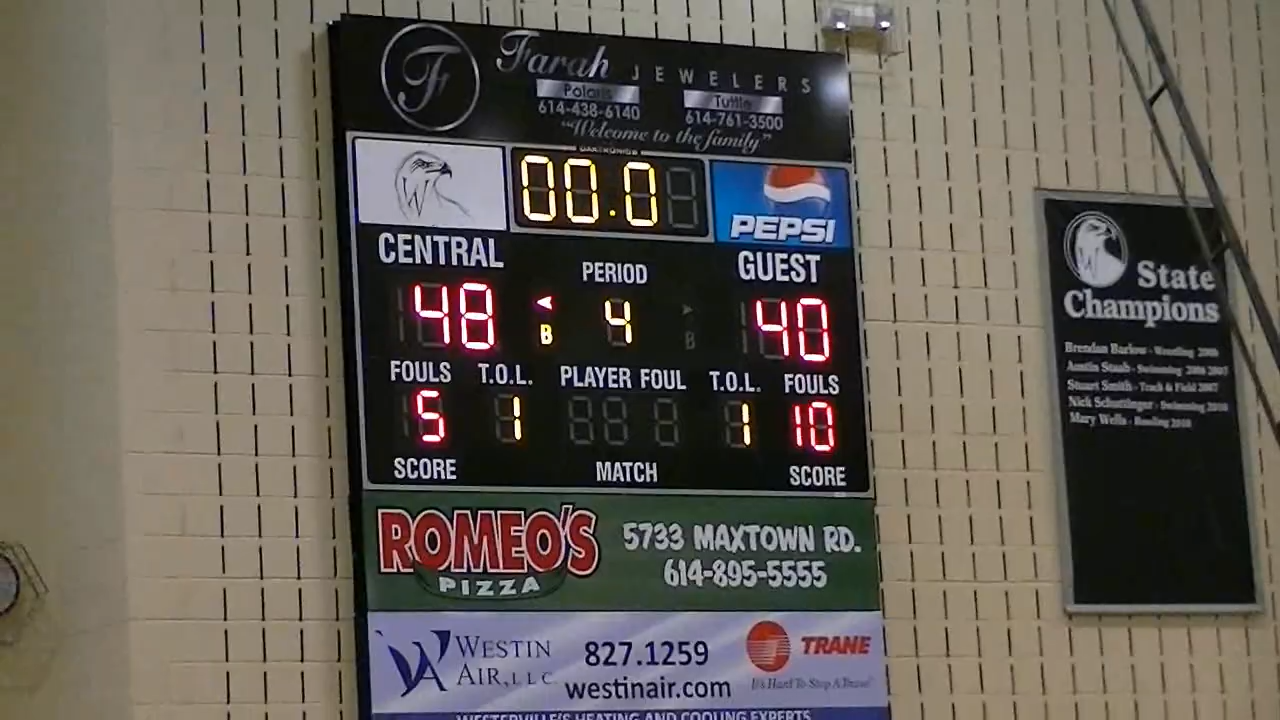 F
Farah JEWELERS
Polaris Tuttle
614-438-6140 614-761-3500
"Welcome to the family"
DAKTRONICS
W 00.0 PEPSI
CENTRAL PERIOD GUEST
48 B 4 B 40
FOULS T.O.L. PLAYER FOUL T.O.L. FOULS
5 1 1 10
SCORE MATCH SCORE
ROMEO'S PIZZA
5733 MAXTOWN RD.
614-895-5555
WA WESTIN AIR, LLC
827.1259
westinair.com
TRANE
It's Hard To Stop A Trane
WESTERVILLE'S HEATING AND COOLING EXPERTS
State
Champions
Brendan Barlow - Wrestling
Austin Staab - Swimming 2006 2007
Stuart Smith - Track & Field 2007
Nick Schottinger - Swimming 2010
Mary Wells - Bowling 2010